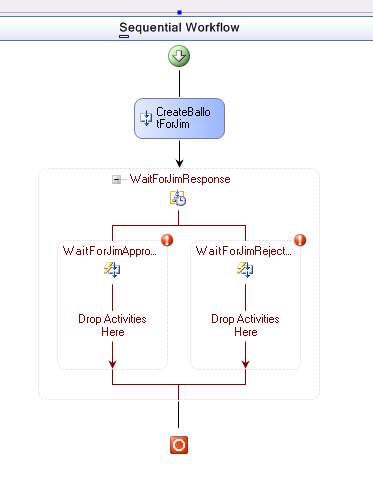 Sequential Workflow
CreateBallo
tForJim
WaitForJimResponse
WaitForJimAppro...
WaitForJimReject...
Drop Activities
Here
Drop Activities
Here